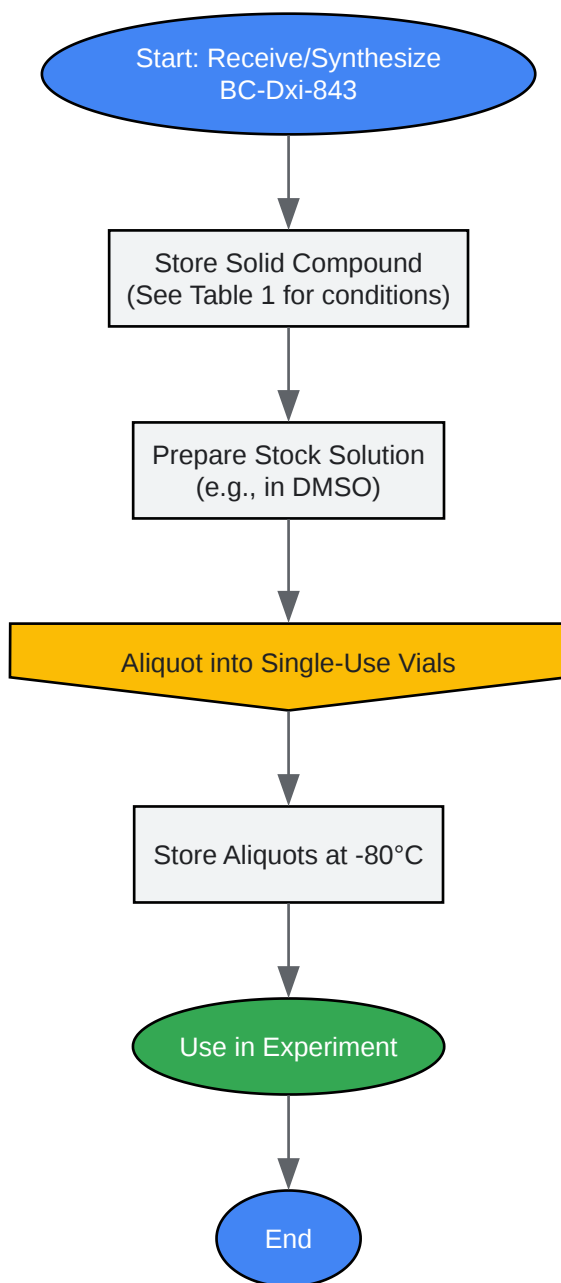 Start: Receive/Synthesize
BC-Dxi-843
Store Solid Compound
(See Table 1 for conditions)
Prepare Stock Solution
(e.g., in DMSO)
Aliquot into Single-Use Vials
Store Aliquots at -80°C
Use in Experiment
End